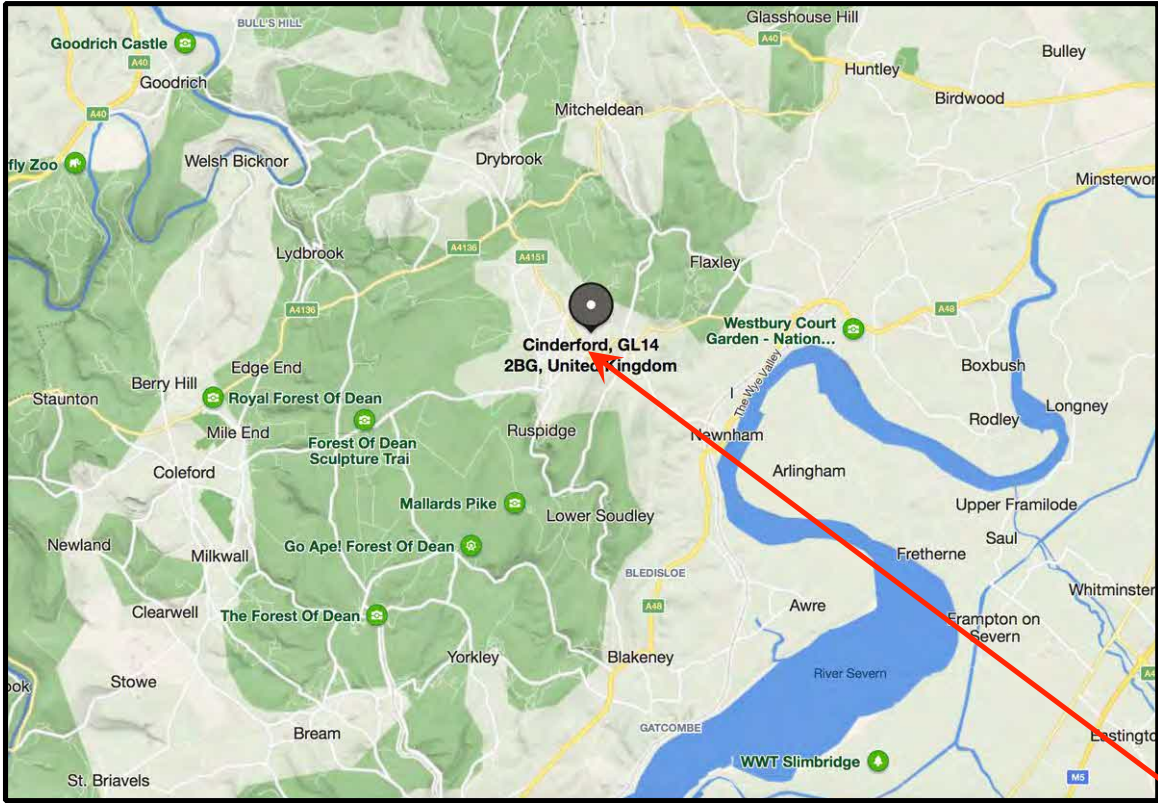 BULL'S HILL
Glasshouse Hill
Goodrich Castle
A40
Bulley
A40
Huntley
Goodrich
Birdwood
A40
Mitcheldean
fly Zoo
Welsh Bicknor
Drybrook
Minsterwor
Lydbrook
A4136
A4151
Flaxley
A4136
A48
Westbury Court
Garden - Nation...
Cinderford, GL14
2BG, United Kingdom
Edge End
Boxbush
Berry Hill
The Wye Valley
Staunton
Royal Forest Of Dean
Longney
Rodley
Mile End
Forest Of Dean
Sculpture Trai
Ruspidge
Newnham
Coleford
Arlingham
Mallards Pike
Upper Framilode
Lower Soudley
Saul
Newland
Go Ape! Forest Of Dean
Milkwall
Fretherne
BLEDISLOE
Whitminster
Clearwell
The Forest Of Dean
A48
Awre
Frampton on
Severn
Yorkley
Blakeney
River Severn
A4
ook
Stowe
GATCOMBE
Bream
Eastingto
WWT Slimbridge
St. Briavels
M5